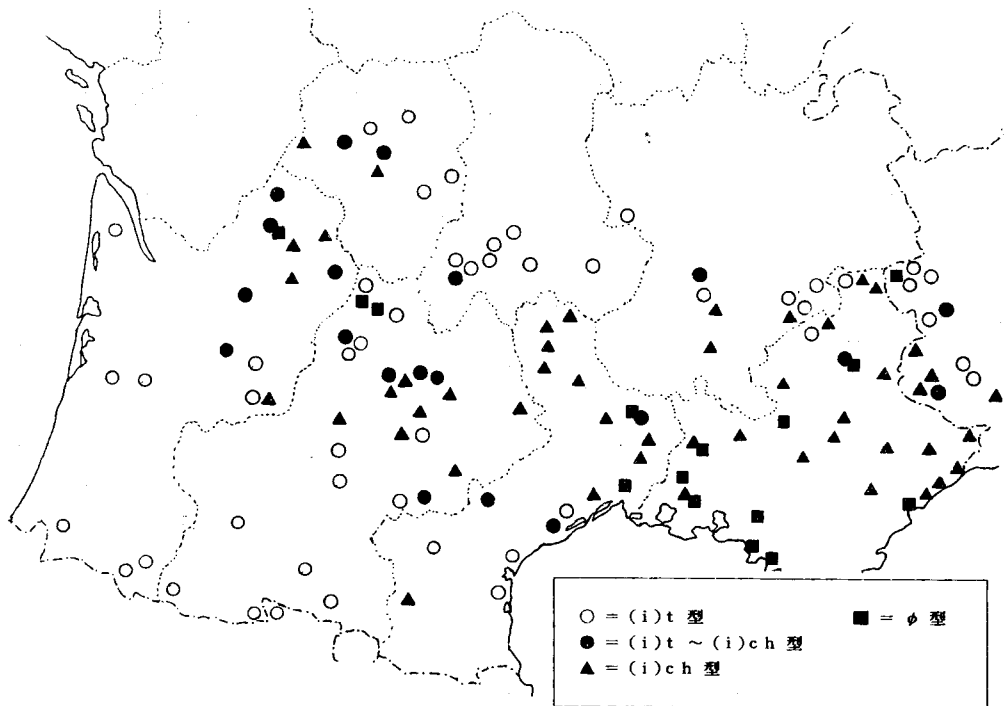 ○ = (i)t 型
● = (i)t ~ (i)ch 型
▲ = (i)ch 型
■ = φ 型